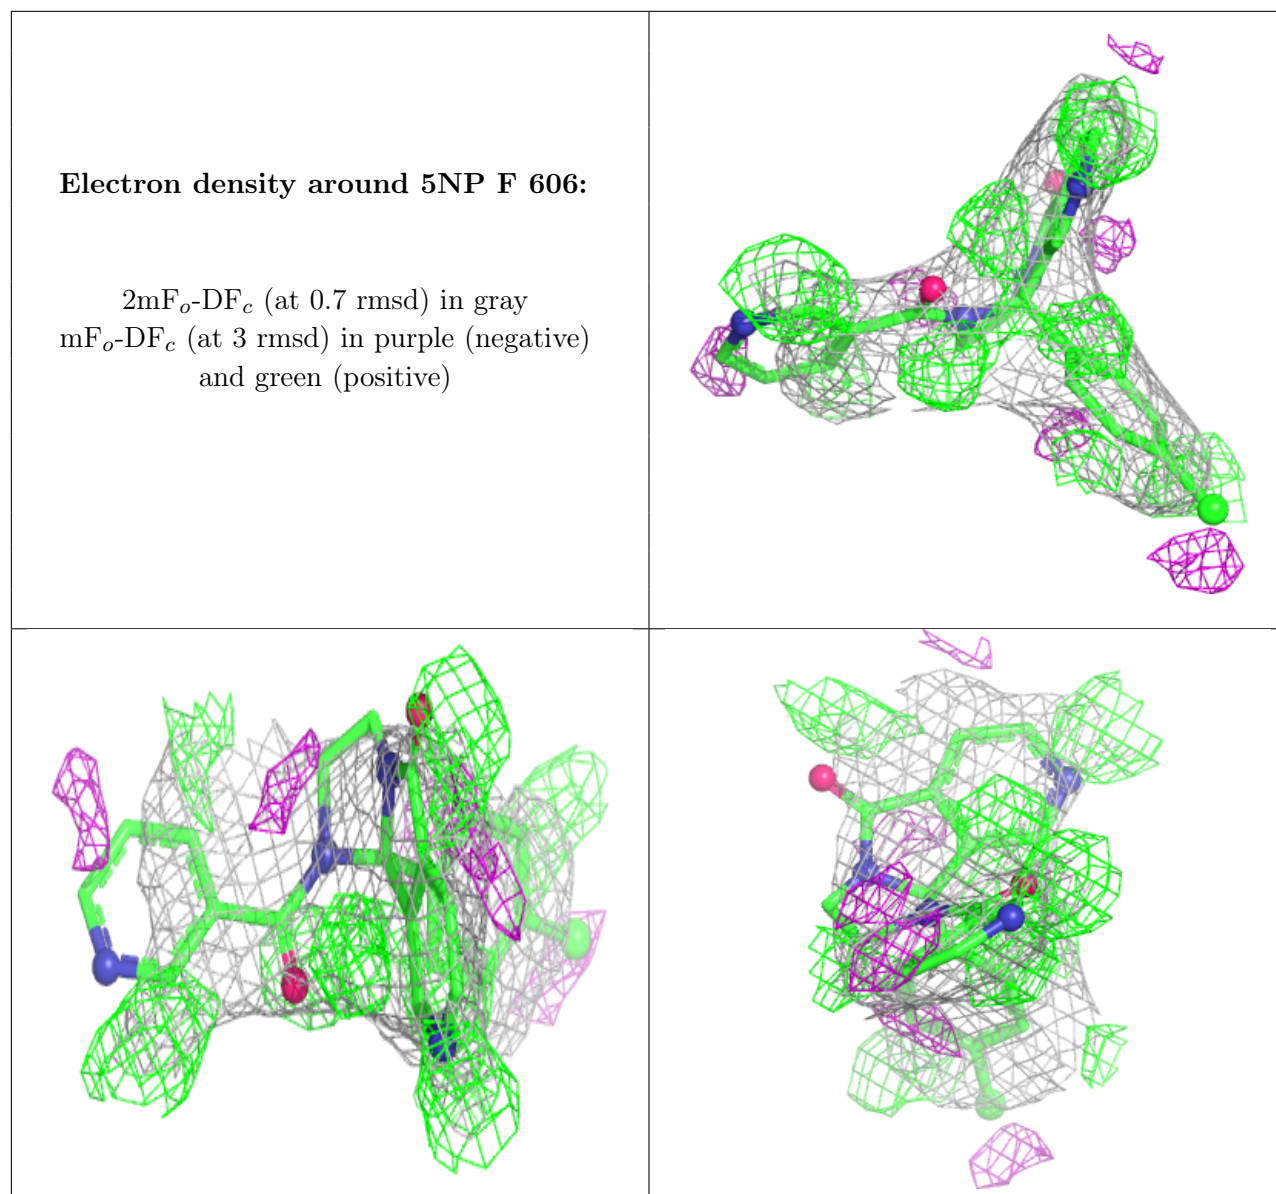 Electron density around 5NP F 606:
2mFₒ-DF𝒸 (at 0.7 rmsd) in gray
mFₒ-DF𝒸 (at 3 rmsd) in purple (negative)
and green (positive)